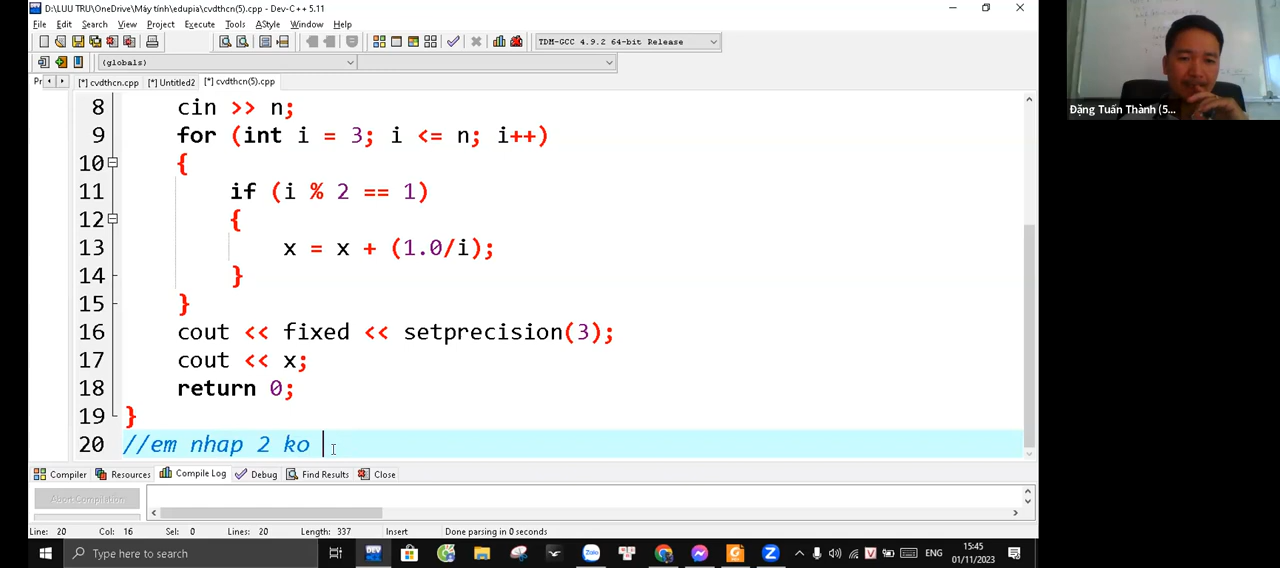 D:\LUU TRU\OneDrive\Máy tính\edupia\cvdthcn(5).cpp - Dev-C++ 5.11
File Edit Search View Project Execute Tools AStyle Window Help
TDM-GCC 4.9.2 64-bit Release
(globals)
Pr [*] cvdthcn.cpp [*] Untitled2 [*] cvdthcn(5).cpp
8 cin >> n;
9 for (int i = 3; i <= n; i++)
10 {
11 if (i % 2 == 1)
12 {
13 x = x + (1.0/i);
14 }
15 }
16 cout << fixed << setprecision(3);
17 cout << x;
18 return 0;
19 }
20 //em nhap 2 ko
Compiler Resources Compile Log Debug Find Results Close
Abort Compilation
Line: 20 Col: 16 Sel: 0 Lines: 20 Length: 337 Insert Done parsing in 0 seconds
Type here to search
DEV
Zalo
V
ENG
15:45
01/11/2023
Đặng Tuấn Thành (5...